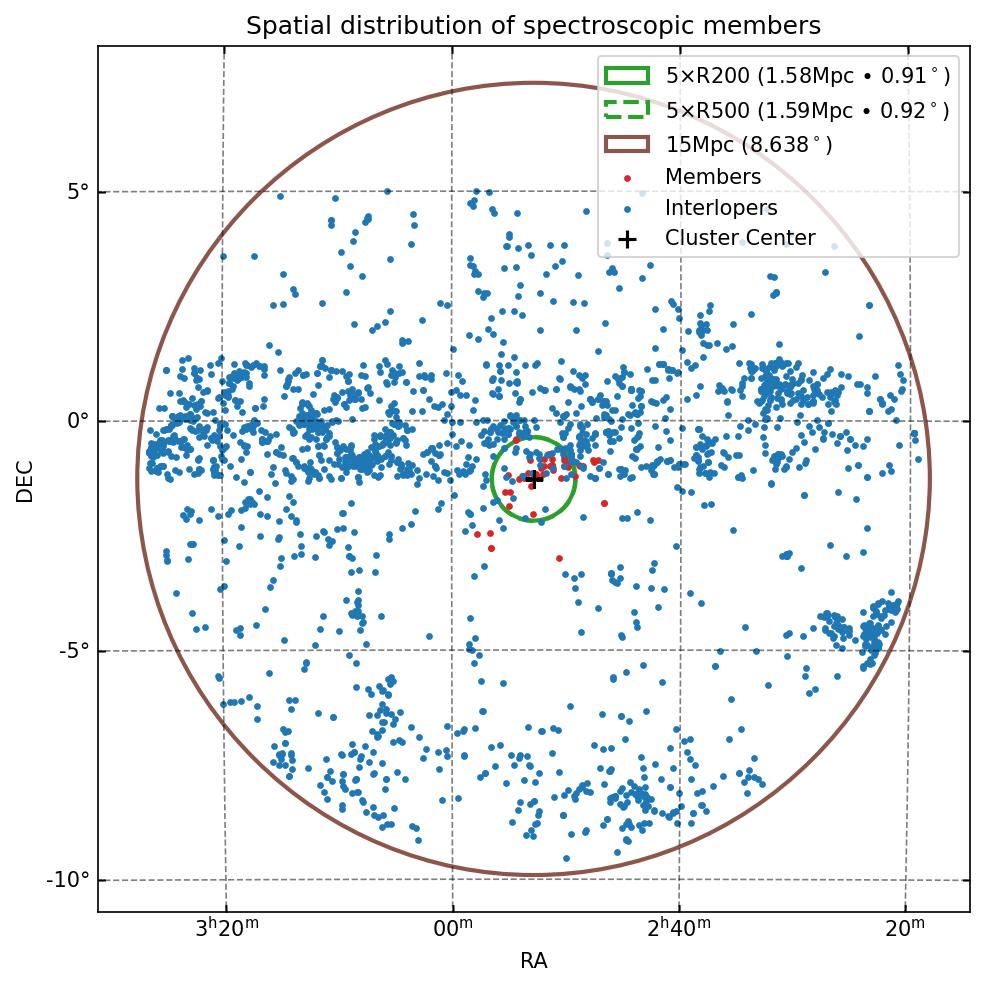 Spatial distribution of spectroscopic members
5×R200 (1.58Mpc • 0.91°)
5×R500 (1.59Mpc • 0.92°)
15Mpc (8.638°)
Members
Interlopers
Cluster Center
5°
0°
-5°
-10°
DEC
3ʰ20ᵐ
00ᵐ
2ʰ40ᵐ
20ᵐ
RA